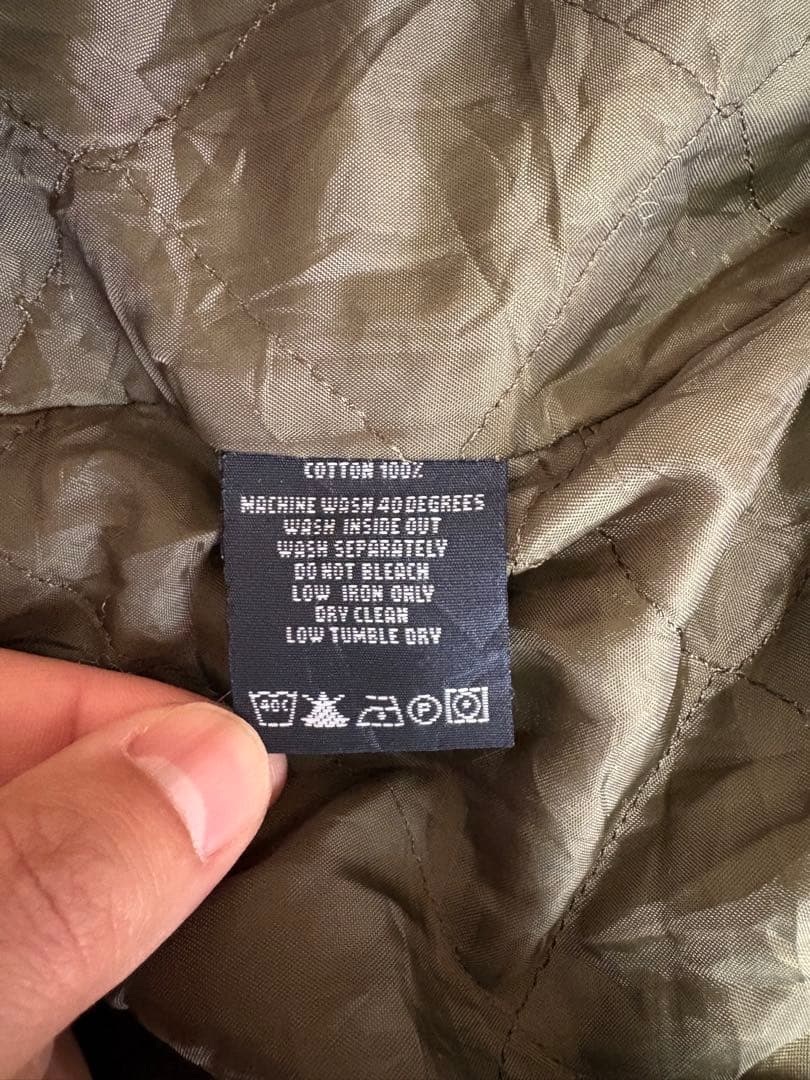 COTTON 100%
MACHINE WASH 40 DEGREES
WASH INSIDE OUT
WASH SEPARATELY
DO NOT BLEACH
LOW IRON ONLY
DRY CLEAN
LOW TUMBLE DRY
40C P